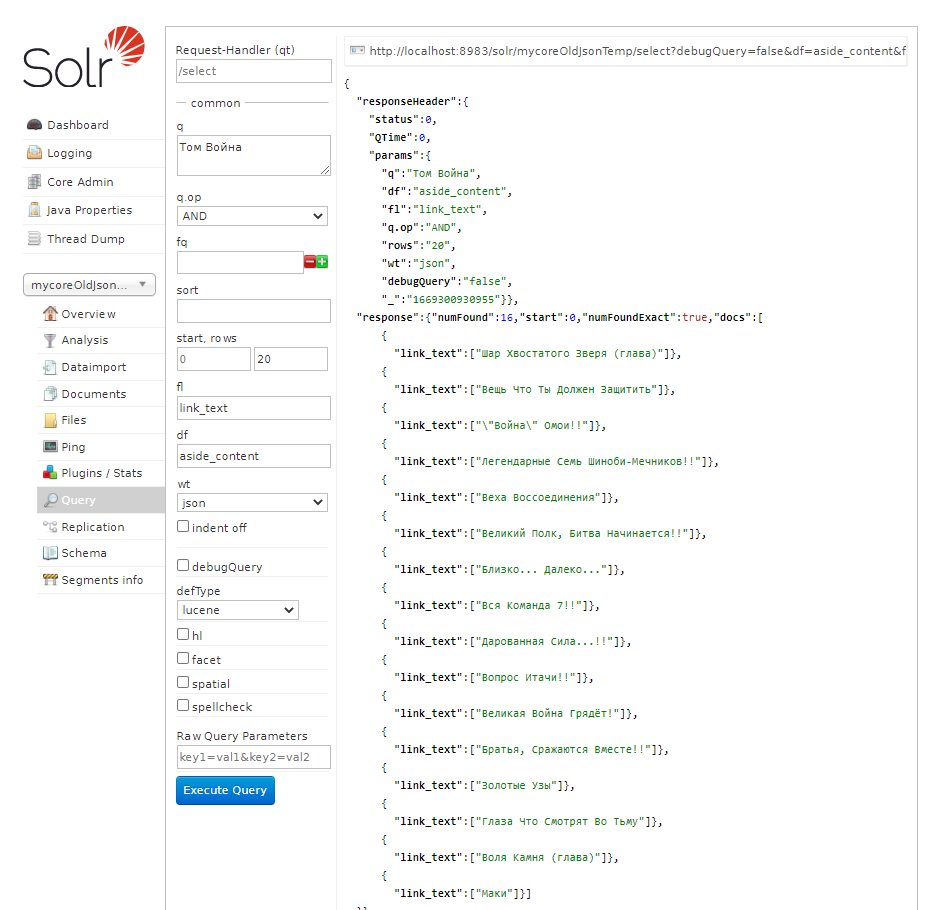 Solr
Dashboard
Logging
Core Admin
Java Properties
Thread Dump
mycoreOldJson...
Overview
Analysis
Dataimport
Documents
Files
Ping
Plugins / Stats
Query
Replication
Schema
Segments info
Request-Handler (qt)
/select
common
q
Том Война
q.op
AND
fq
sort
start, rows
0
20
fl
link_text
df
aside_content
wt
json
indent off
debugQuery
defType
lucene
hl
facet
spatial
spellcheck
Raw Query Parameters
key1=val1&key2=val2
Execute Query
http://localhost:8983/solr/mycoreOldJsonTemp/select?debugQuery=false&df=aside_content&f
{
"responseHeader":{
"status":0,
"QTime":0,
"params":{
"q":"Том Война",
"df":"aside_content",
"fl":"link_text",
"q.op":"AND",
"rows":"20",
"wt":"json",
"debugQuery":"false",
"_":"1669300930955"}},
"response":{"numFound":16,"start":0,"numFoundExact":true,"docs":[
{
"link_text":["Шар Хвостатого Зверя (глава)"]},
{
"link_text":["Вещь Что Ты Должен Защитить"]},
{
"link_text":["\"Война\" Омои!!"]},
{
"link_text":["Легендарные Семь Шиноби-Мечников!!"]},
{
"link_text":["Веха Воссоединения"]},
{
"link_text":["Великий Полк, Битва Начинается!!"]},
{
"link_text":["Близко... Далеко..."]},
{
"link_text":["Вся Команда 7!!"]},
{
"link_text":["Дарованная Сила...!!"]},
{
"link_text":["Вопрос Итачи!!"]},
{
"link_text":["Великая Война Грядёт!"]},
{
"link_text":["Братья, Сражаются Вместе!!"]},
{
"link_text":["Золотые Узы"]},
{
"link_text":["Глаза Что Смотрят Во Тьму"]},
{
"link_text":["Воля Камня (глава)"]},
{
"link_text":["Маки"]}]
}}